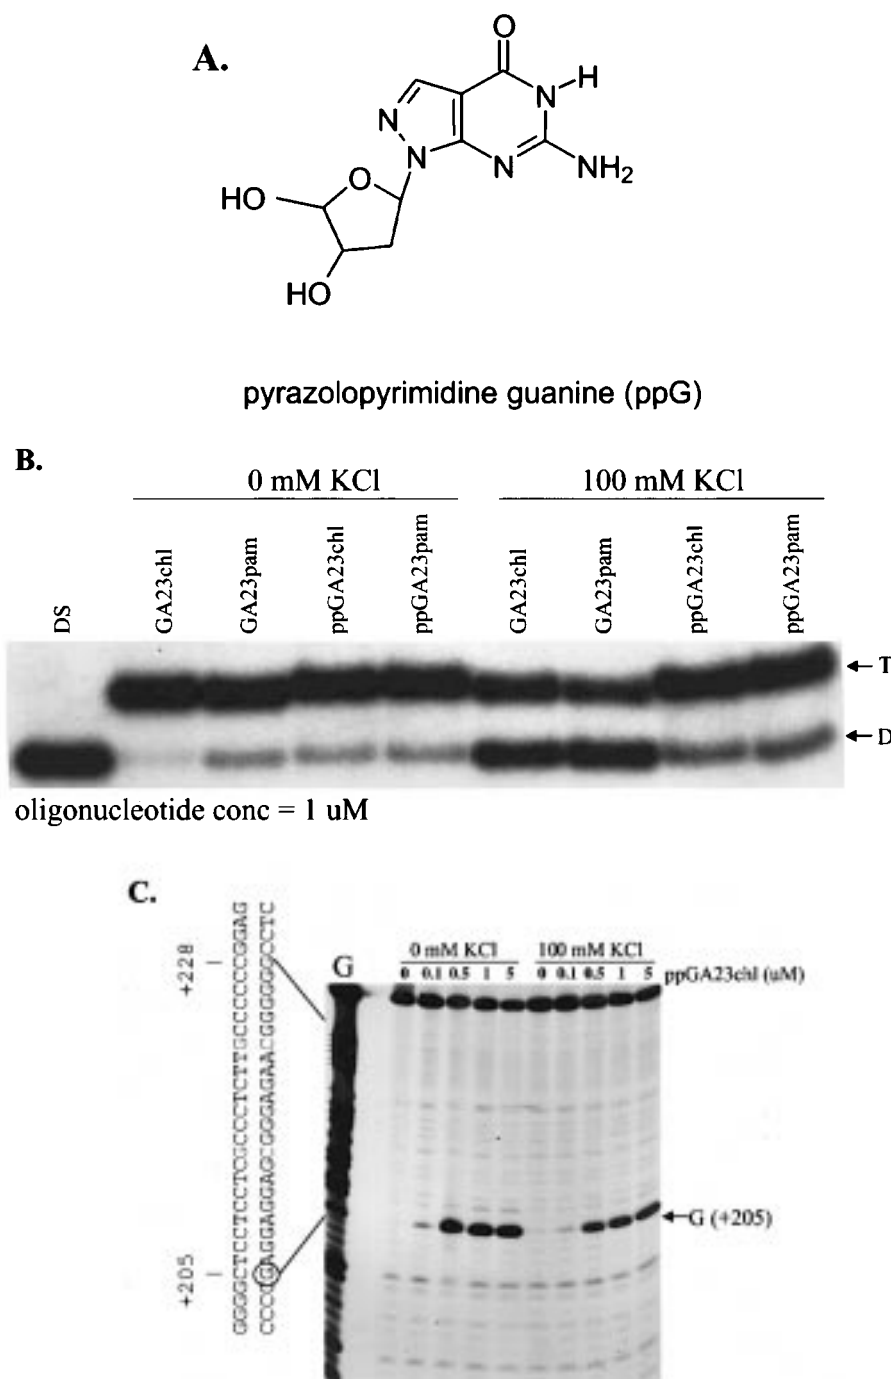 A.
O
N
H
N
N
N
NH2
O
HO
HO
pyrazolopyrimidine guanine (ppG)
B.
0 mM KCl
100 mM KCl
DS
GA23chl
GA23pam
ppGA23chl
ppGA23pam
GA23chl
GA23pam
ppGA23chl
ppGA23pam
T
D
oligonucleotide conc = 1 uM
C.
+228
+205
GGGGCTCCTCCTCGCCCTCTTGCCCCCCCGGAG
CCCCGAGGAGGAGCGGGAGAACGGGGGGGCCTC
G
0 mM KCl
100 mM KCl
0 0.1 0.5 1 5 0 0.1 0.5 1 5 ppGA23chl (uM)
G (+205)